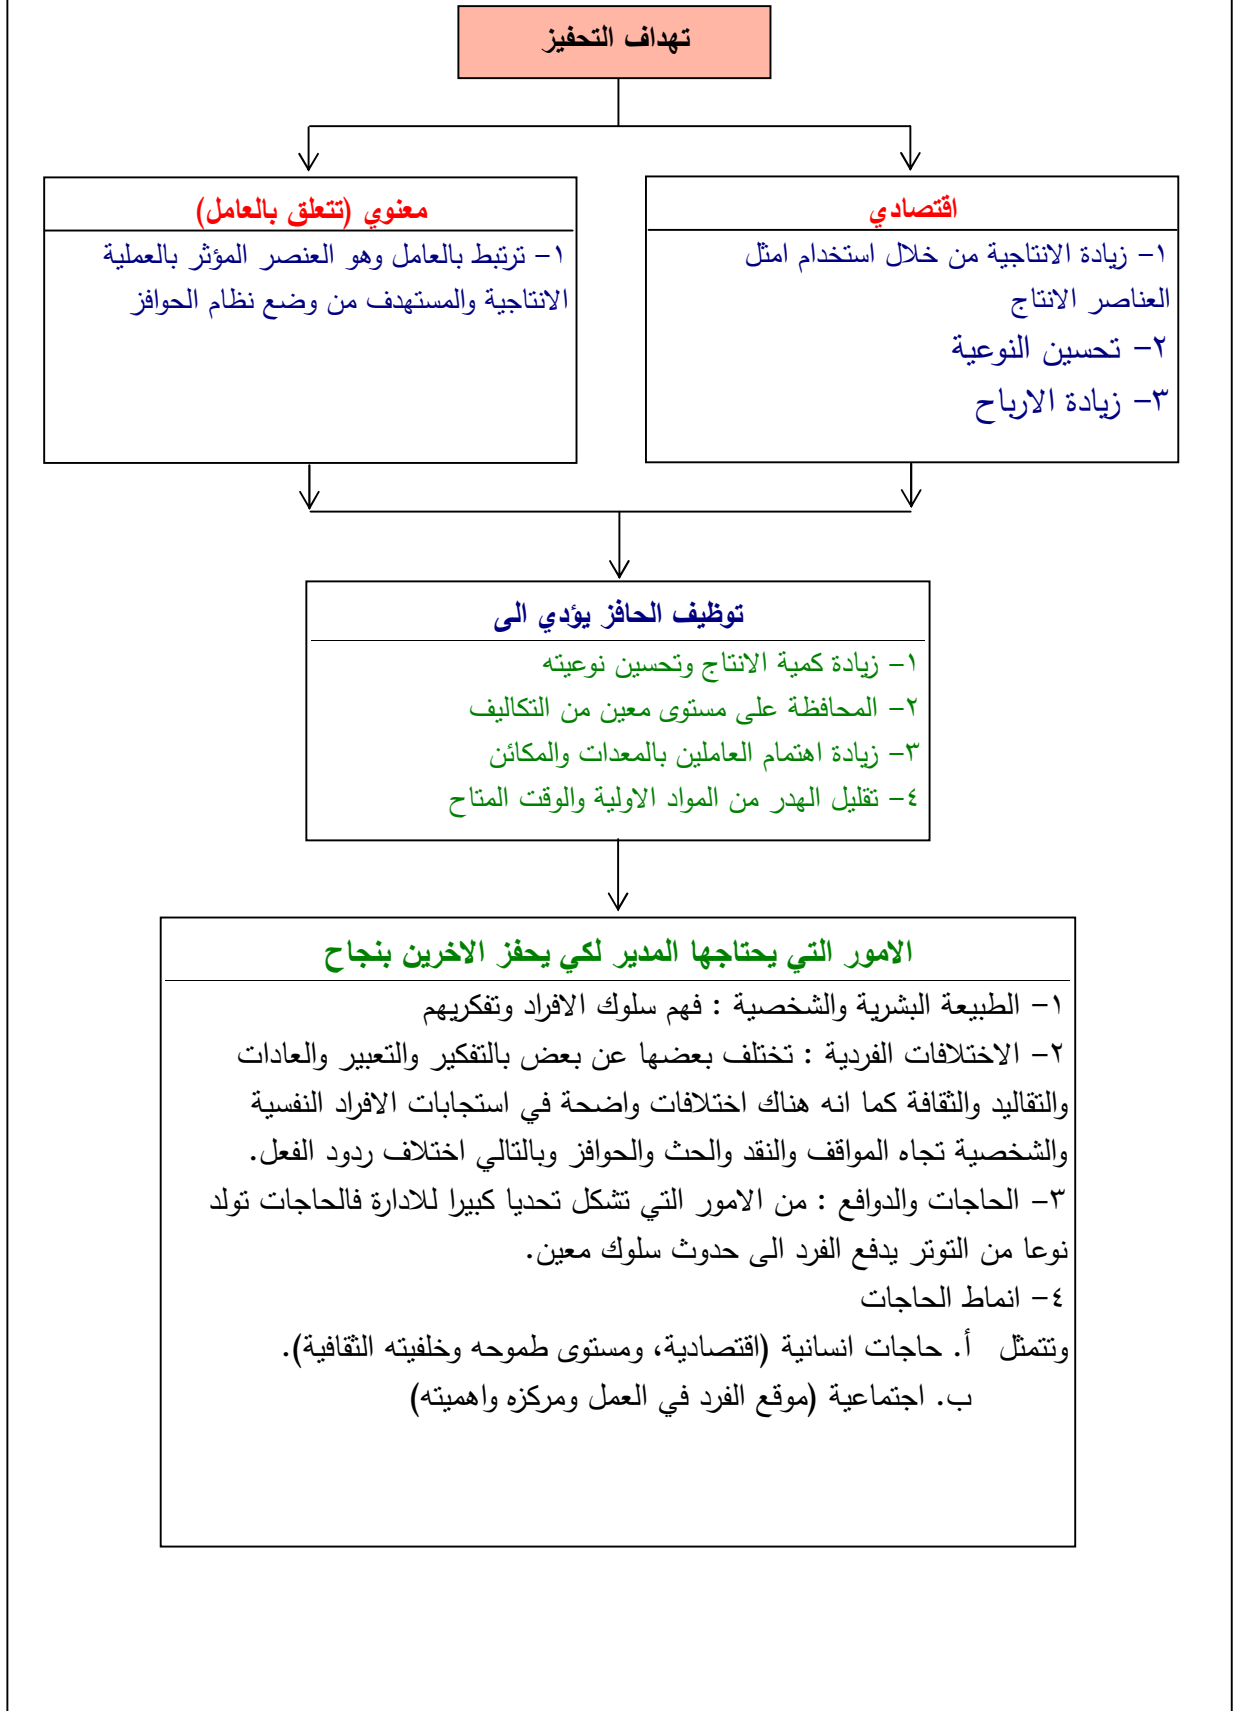 تهداف التحفيز
اقتصادي
١- زيادة الانتاجية من خلال استخدام امثل
العناصر الانتاج
٢- تحسين النوعية
٣- زيادة الارباح
معنوي (تتعلق بالعامل)
١- ترتبط بالعامل وهو العنصر المؤثر بالعملية
الانتاجية والمستهدف من وضع نظام الحوافز
توظيف الحافز يؤدي الى
١- زيادة كمية الانتاج وتحسين نوعيته
٢- المحافظة على مستوى معين من التكاليف
٣- زيادة اهتمام العاملين بالمعدات والمكائن
٤- تقليل الهدر من المواد الاولية والوقت المتاح
الامور التي يحتاجها المدير لكي يحفز الاخرين بنجاح
١- الطبيعة البشرية والشخصية : فهم سلوك الافراد وتفكريهم
٢- الاختلافات الفردية : تختلف بعضها عن بعض بالتفكير والتعبير والعادات
والتقاليد والثقافة كما انه هناك اختلافات واضحة في استجابات الافراد النفسية
والشخصية تجاه المواقف والنقد والحث والحوافز وبالتالي اختلاف ردود الفعل.
٣- الحاجات والدوافع : من الامور التي تشكل تحديا كبيرا للادارة فالحاجات تولد
نوعا من التوتر يدفع الفرد الى حدوث سلوك معين.
٤- انماط الحاجات
وتتمثل أ. حاجات انسانية (اقتصادية، ومستوى طموحه وخلفيته الثقافية).
ب. اجتماعية (موقع الفرد في العمل ومركزه واهميته)